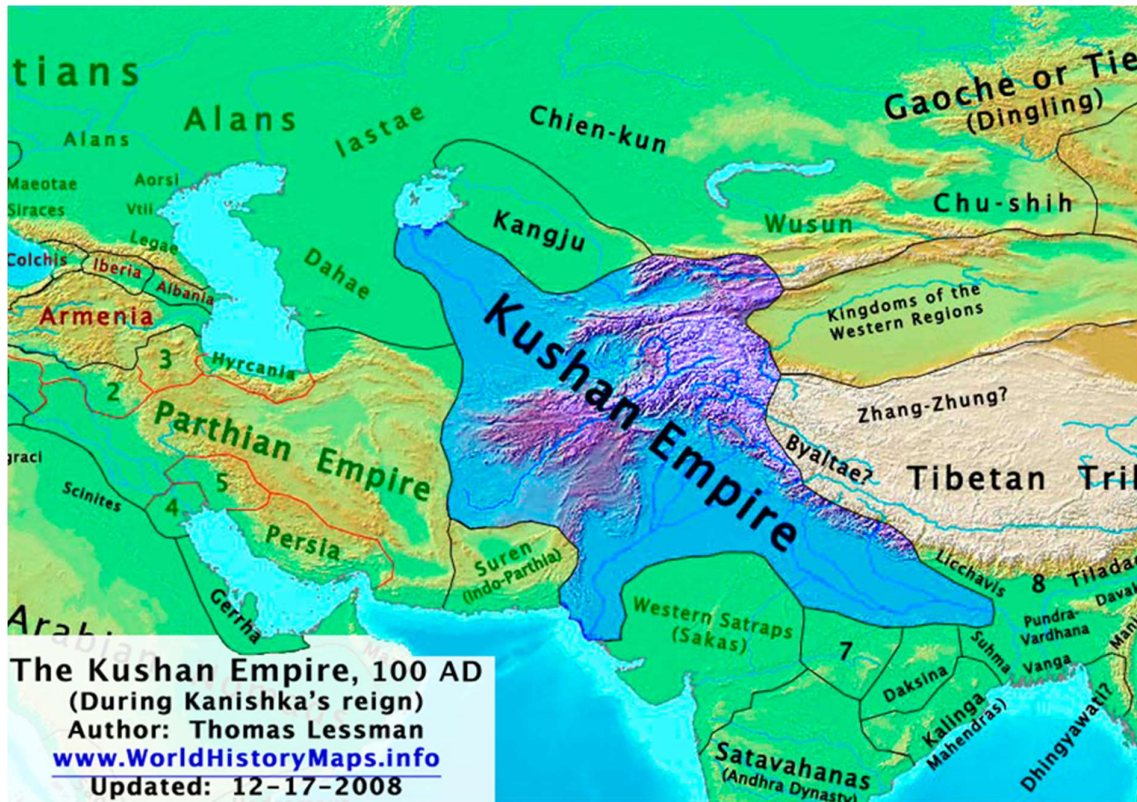 tians
Alans
Iastae
Chien-kun
Gaoche or Tie
(Dingling)
Alans
Maeotae
Aorsi
Siraces
Vtii
Legae
Kangju
Wusun
Chu-shih
Colchis
Iberia
Albania
Dahae
Armenia
Kingdoms of the
Western Regions
3
Hyrcania
2
Kushan Empire
Parthian Empire
Zhang-Zhung?
Byaltae?
Tibetan Tri
graci
Scinites
5
4
Persia
Suren
(Indo-Parthia)
Licchavis
8
Tiladae
Daval
Gerrha
Western Satraps
(Sakas)
7
Pundra-
Vardhana
Suhma
Vanga
Daksina
Kalinga
Mahendras)
Dhingyawati?
Satavahanas
(Andhra Dynasty)
Arabian
The Kushan Empire, 100 AD
(During Kanishka's reign)
Author: Thomas Lessman
www.WorldHistoryMaps.info
Updated: 12-17-2008